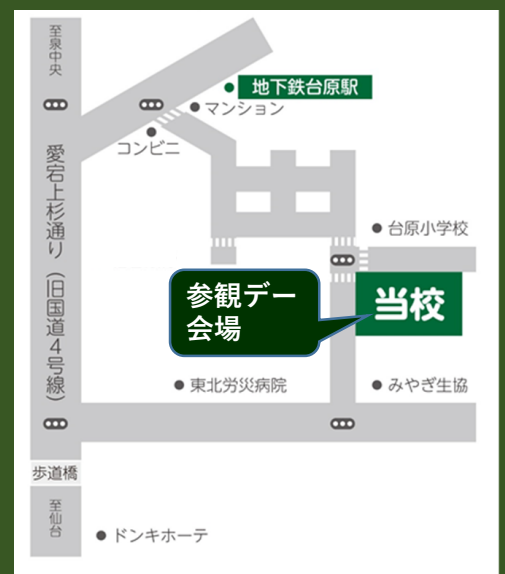 至泉中央
地下鉄台原駅
マンション
コンビニ
愛宕上杉通り(旧国道4号線)
台原小学校
参観デー
会場
当校
東北労災病院
みやぎ生協
歩道橋
至仙台
ドンキホーテ